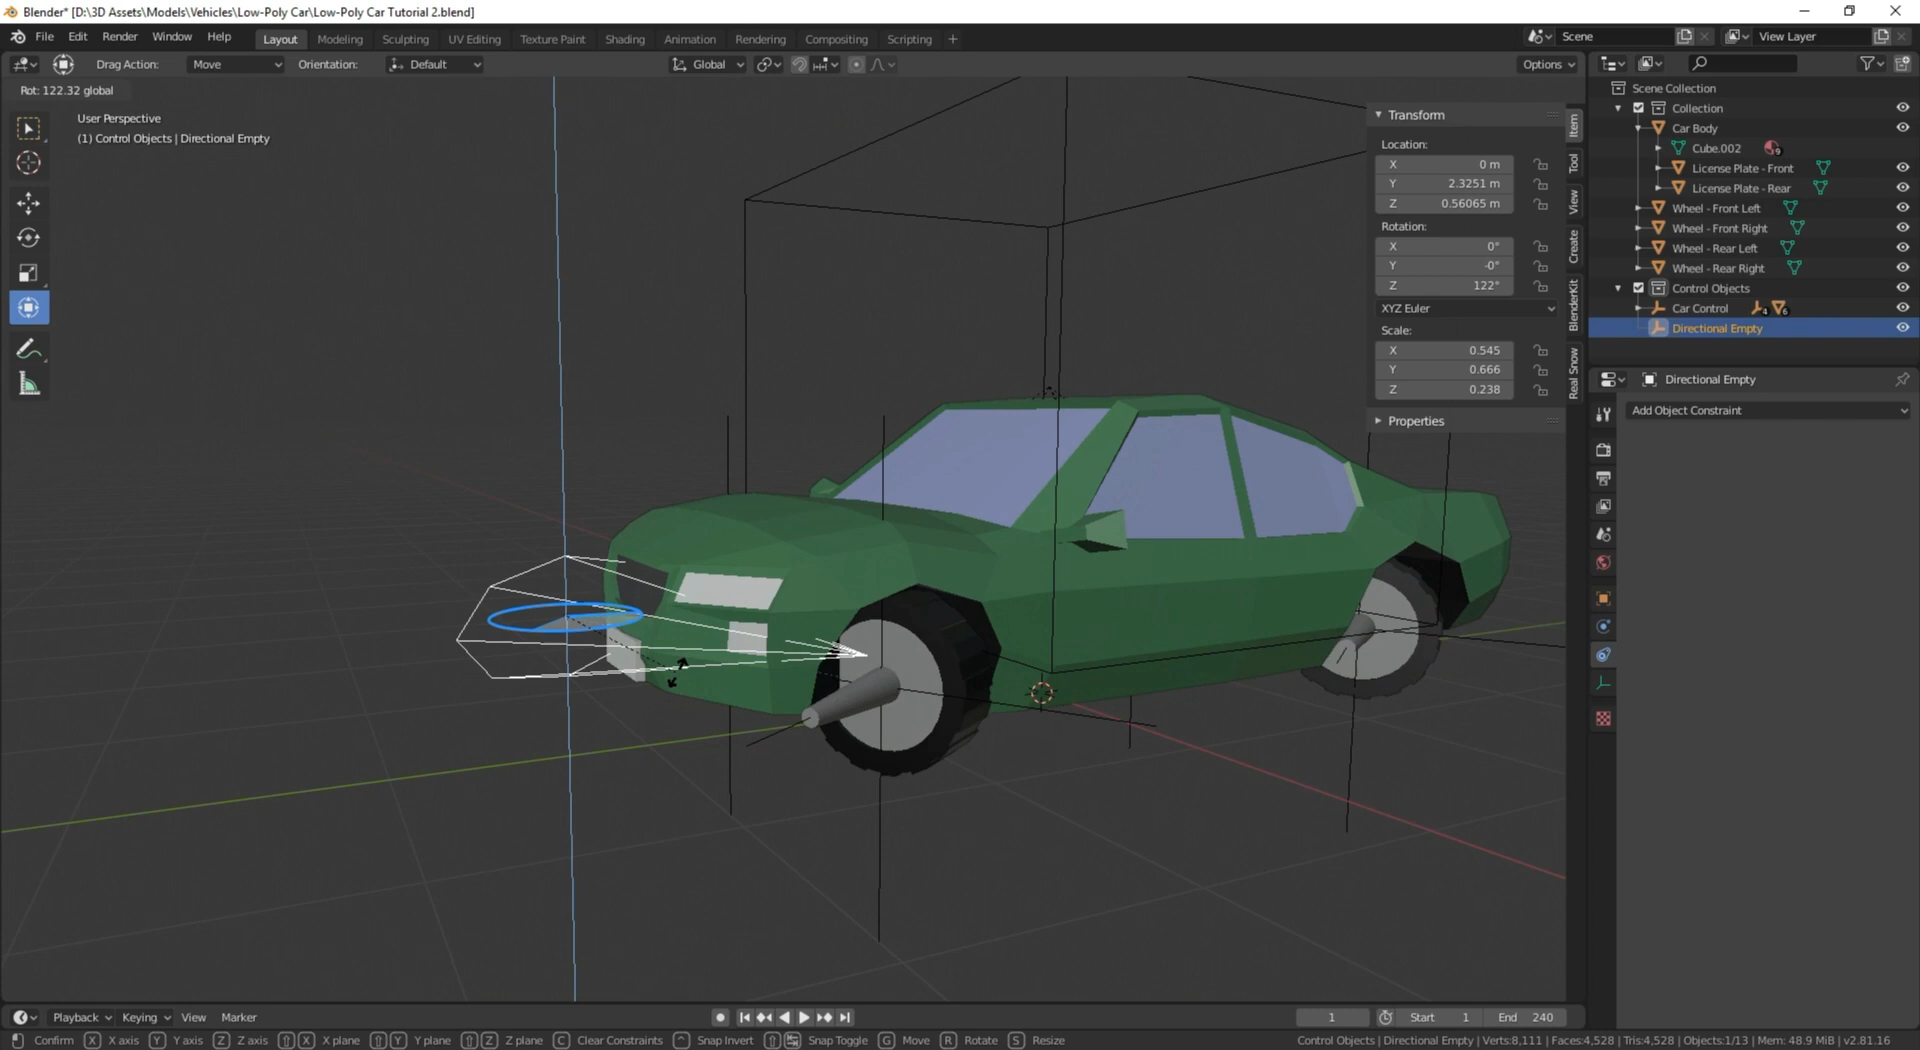 Blender* [D:\3D Assets\Models\Vehicles\Low-Poly Car\Low-Poly Car Tutorial 2.blend]
File Edit Render Window Help Layout Modeling Sculpting UV Editing Texture Paint Shading Animation Rendering Compositing Scripting + Scene View Layer
Drag Action: Move Orientation: Default Global Options
Rot: 122.32 global
User Perspective
(1) Control Objects | Directional Empty
Transform
Location:
X 0 m
Y 2.3251 m
Z 0.56065 m
Rotation:
X 0°
Y -0°
Z 122°
XYZ Euler
Scale:
X 0.545
Y 0.666
Z 0.238
Properties
Item
Tool
View
Create
BlenderKit
Real Snow
Scene Collection
Collection
Car Body
Cube.002 9
License Plate - Front
License Plate - Rear
Wheel - Front Left
Wheel - Front Right
Wheel - Rear Left
Wheel - Rear Right
Control Objects
Car Control 4 6
Directional Empty
Directional Empty
Add Object Constraint
Playback Keying View Marker 1 Start 1 End 240
Confirm X X axis Y Y axis Z Z axis X X plane Y Y plane Z Z plane C Clear Constraints Snap Invert Snap Toggle G Move R Rotate S Resize Control Objects | Directional Empty | Verts:8,111 | Faces:4,528 | Tris:4,528 | Objects:1/13 | Mem: 48.9 MiB | v2.81.16